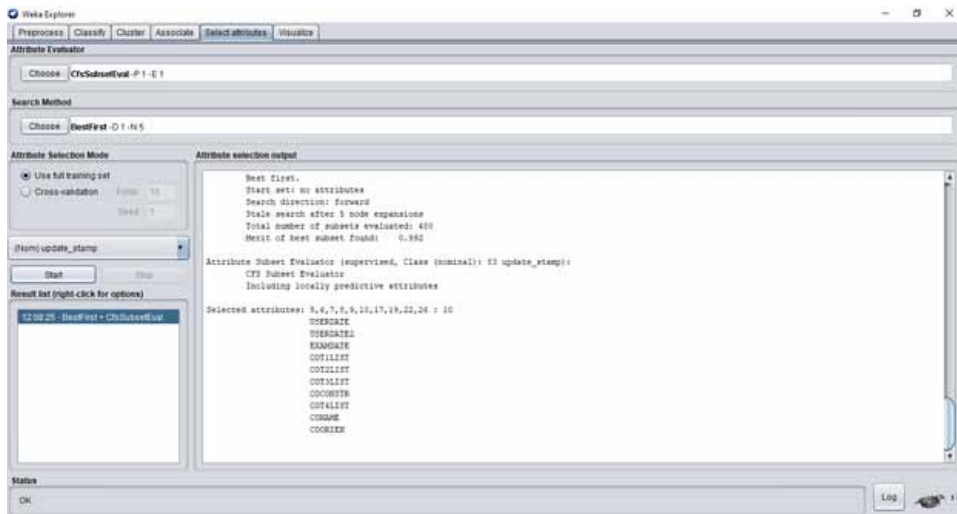 Weka Explorer
Preprocess Classify Cluster Associate Select attributes Visualize
Attribute Evaluator
Choose CfsSubsetEval -P 1 -E 1
Search Method
Choose BestFirst -D 1 -N 5
Attribute Selection Mode
Use full training set
Cross-validation Folds 10
Seed 1
(Nom) update_stamp
Start Stop
Result list (right-click for options)
12:08:25 - BestFirst + CfsSubsetEval
Attribute selection output
Best first.
Start set: no attributes
Search direction: forward
Stale search after 5 node expansions
Total number of subsets evaluated: 400
Merit of best subset found: 0.992
Attribute Subset Evaluator (supervised, Class (nominal): 83 update_stamp):
CFS Subset Evaluator
Including locally predictive attributes
Selected attributes: 5,6,7,8,9,10,17,19,22,26 : 10
USERDATE
USERDATE2
EXAMDATE
COT1LIST
COT2LIST
COT3LIST
COCONSTR
COT4LIST
CONAME
COORIEN
Status
OK
Log